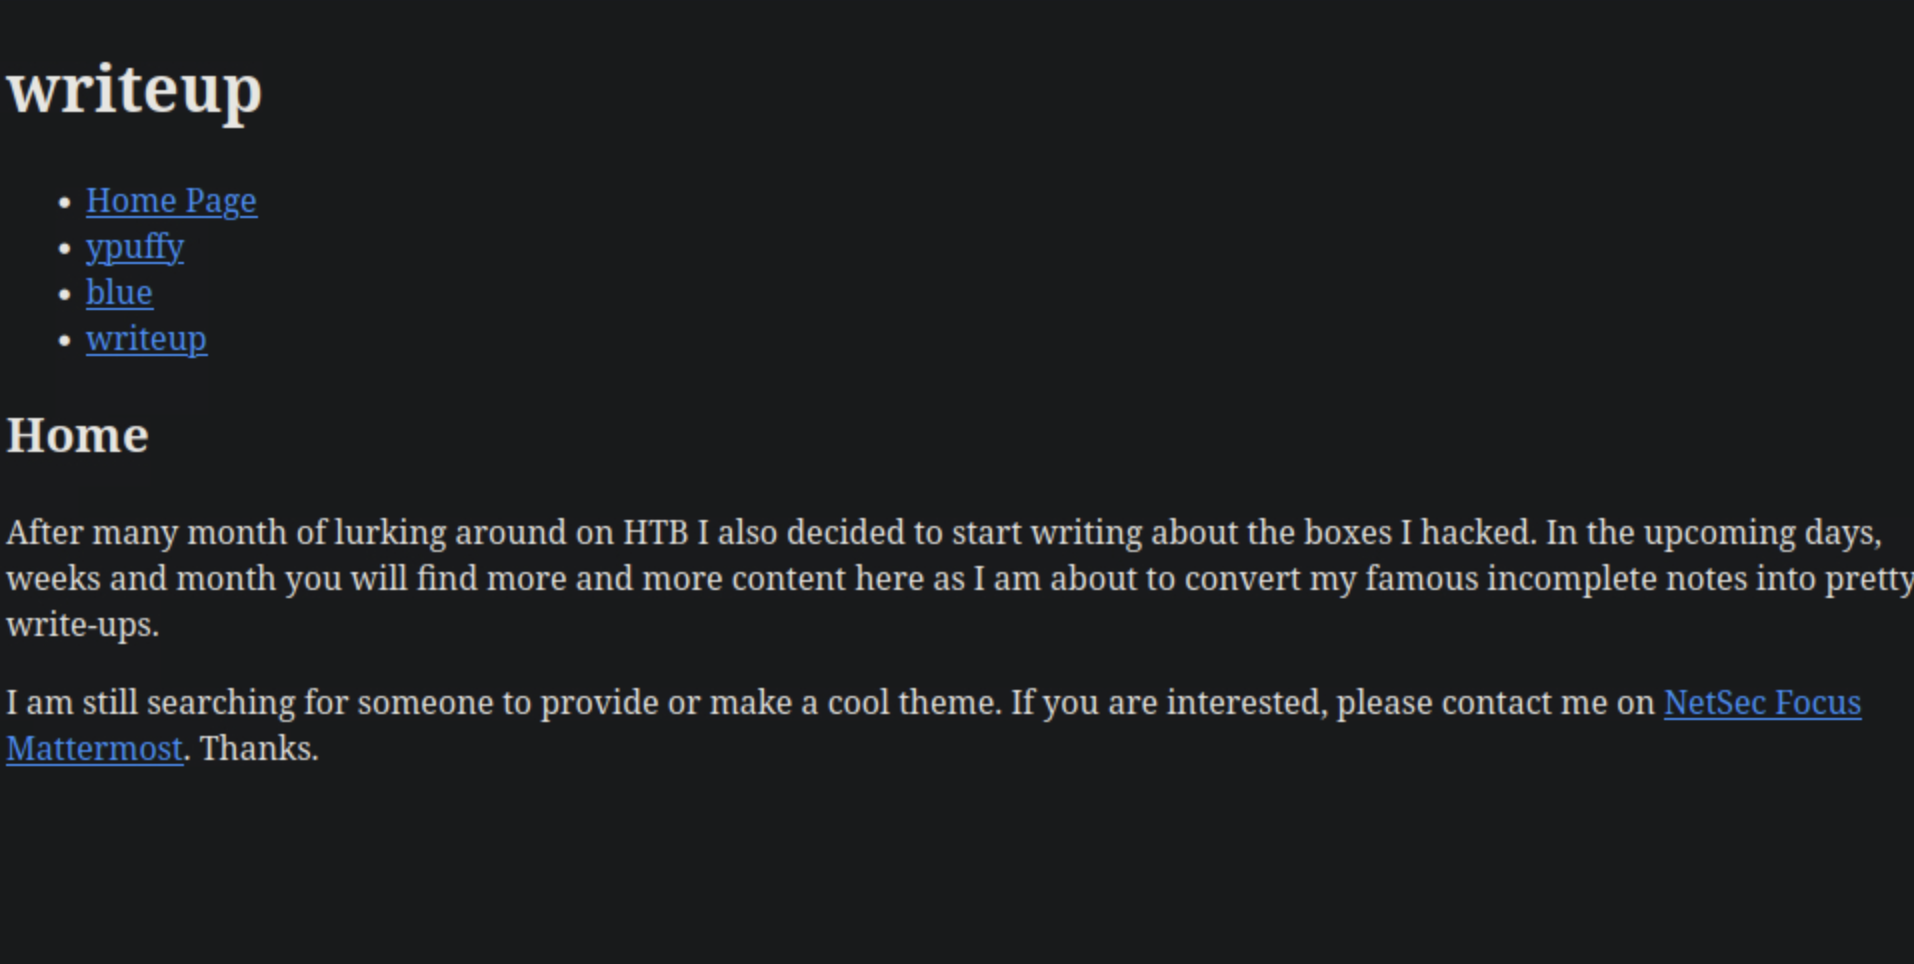 writeup
Home Page
ypuffy
blue
writeup
Home
After many month of lurking around on HTB I also decided to start writing about the boxes I hacked. In the upcoming days,
weeks and month you will find more and more content here as I am about to convert my famous incomplete notes into pretty
write-ups.
I am still searching for someone to provide or make a cool theme. If you are interested, please contact me on NetSec Focus
Mattermost. Thanks.